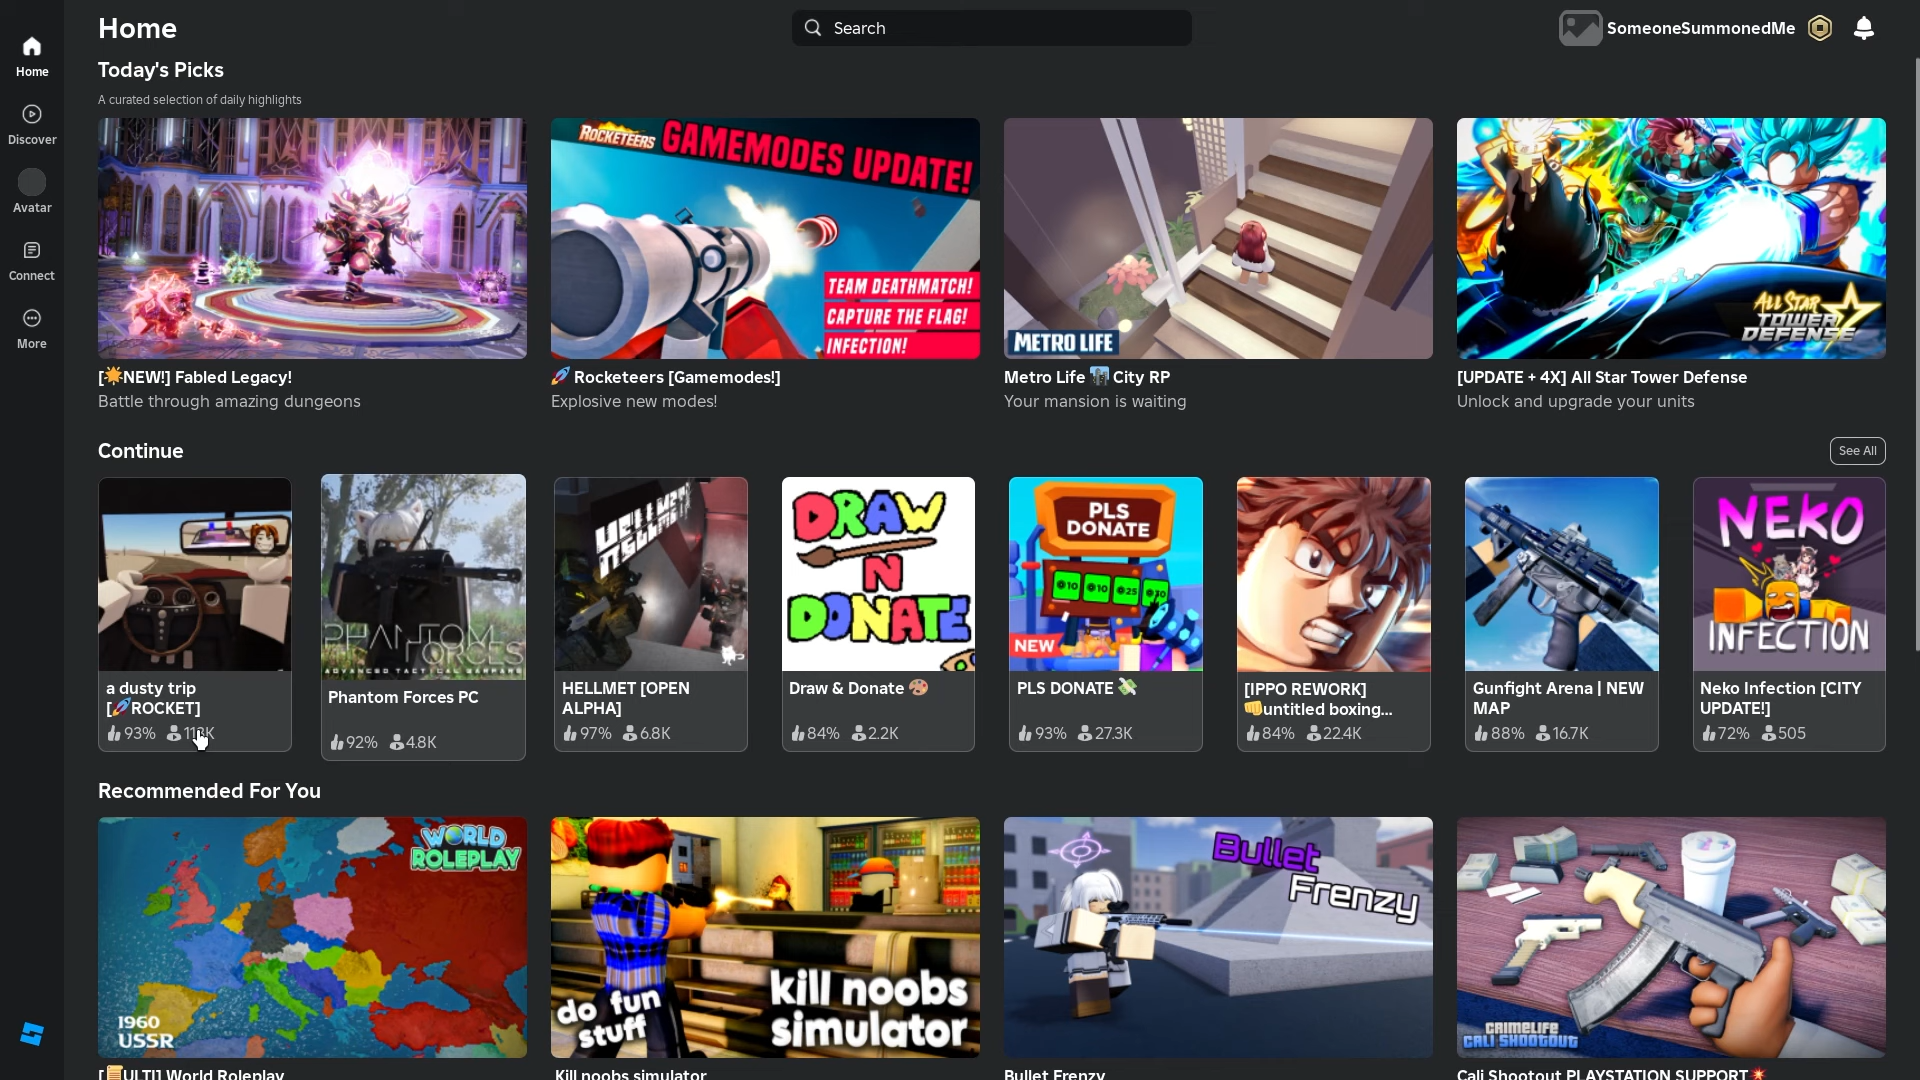 Home
Search
SomeoneSummonedMe
Home
Discover
Avatar
Connect
More
Today's Picks
A curated selection of daily highlights
ROCKETEERS GAMEMODES UPDATE!
TEAM DEATHMATCH!
CAPTURE THE FLAG!
INFECTION!
METRO LIFE
ALL STAR
TOWER
DEFENSE
[🌟NEW!] Fabled Legacy!
Battle through amazing dungeons
🚀 Rocketeers [Gamemodes!]
Explosive new modes!
Metro Life 🏙️ City RP
Your mansion is waiting
[UPDATE + 4X] All Star Tower Defense
Unlock and upgrade your units
Continue
See All
PHANTOM
FORCES
ADVANCED TACTICAL WARFARE
DRAW
N
DONATE
PLS
DONATE
10 10 25
NEW
NEKO
INFECTION
a dusty trip
[🚀ROCKET]
93%
Phantom Forces PC
92% 4.8K
HELLMET [OPEN
ALPHA]
97% 6.8K
Draw & Donate 🎨
84% 2.2K
PLS DONATE 💸
93% 27.3K
[IPPO REWORK]
👊untitled boxing...
84% 22.4K
Gunfight Arena | NEW
MAP
88% 16.7K
Neko Infection [CITY
UPDATE!]
72% 505
Recommended For You
WORLD
ROLEPLAY
1960
USSR
do fun
stuff
kill noobs
simulator
Bullet
Frenzy
CRIMELIFE
CALI SHOOTOUT
[📜ULTI] World Roleplay
Kill noobs simulator
Bullet Frenzy
Cali Shootout PLAYSTATION SUPPORT💥